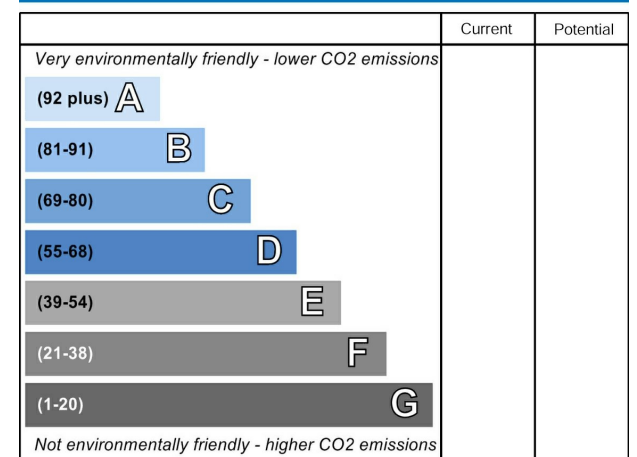 Current Potential
Very environmentally friendly - lower CO2 emissions
(92 plus) A
(81-91) B
(69-80) C
(55-68) D
(39-54) E
(21-38) F
(1-20) G
Not environmentally friendly - higher CO2 emissions